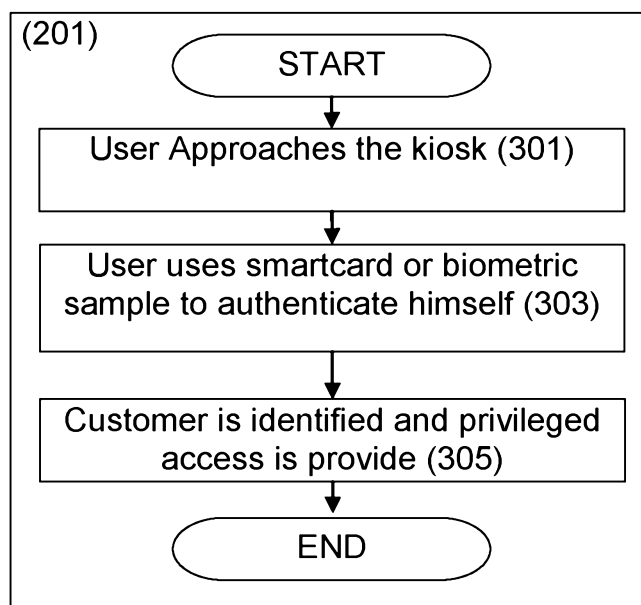 (201)
START
User Approaches the kiosk (301)
User uses smartcard or biometric
sample to authenticate himself (303)
Customer is identified and privileged
access is provide (305)
END